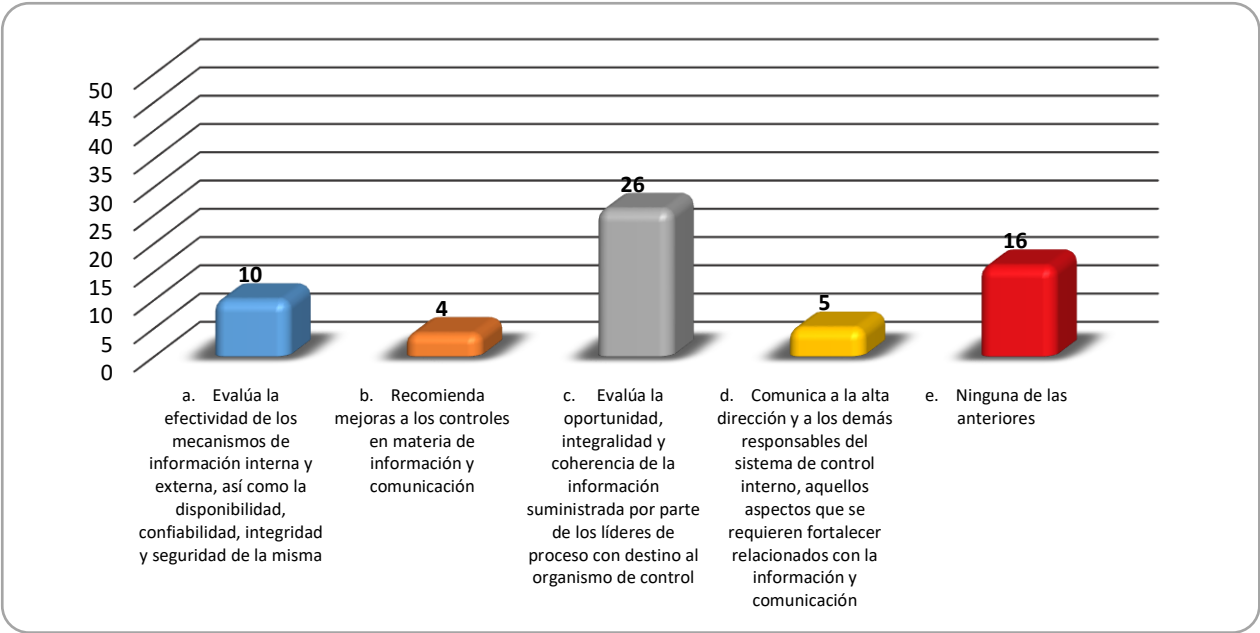 50
45
40
35
30
25
20
15
10
5
0
10
4
26
5
16
a. Evalúa la
efectividad de los
mecanismos de
información interna y
externa, así como la
disponibilidad,
confiabilidad, integridad
y seguridad de la misma
b. Recomienda
mejoras a los controles
en materia de
información y
comunicación
c. Evalúa la
oportunidad,
integralidad y
coherencia de la
información
suministrada por parte
de los líderes de
proceso con destino al
organismo de control
d. Comunica a la alta
dirección y a los demás
responsables del
sistema de control
interno, aquellos
aspectos que se
requieren fortalecer
relacionados con la
información y
comunicación
e. Ninguna de las
anteriores